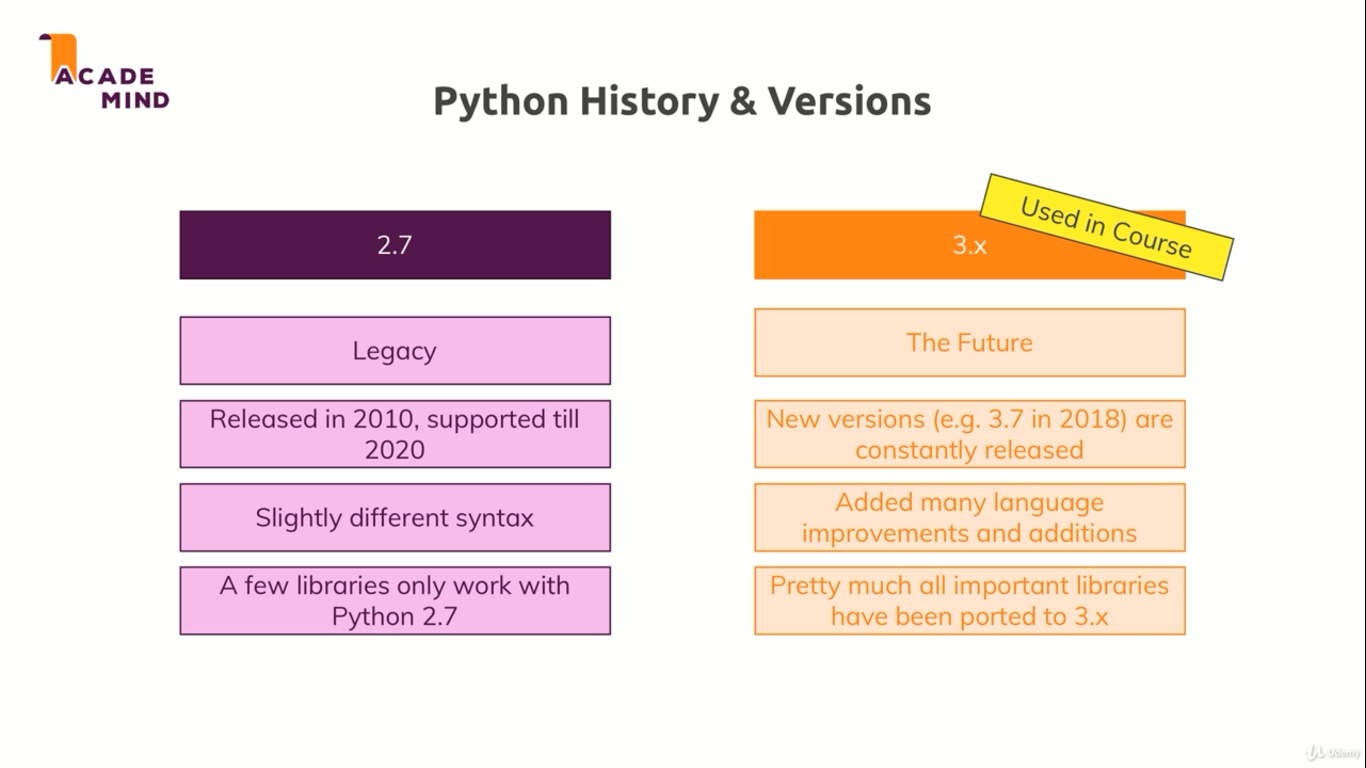 ACADE
MIND
Python History & Versions
2.7
Legacy
Released in 2010, supported till
2020
Slightly different syntax
A few libraries only work with
Python 2.7
3.x
Used in Course
The Future
New versions (e.g. 3.7 in 2018) are
constantly released
Added many language
improvements and additions
Pretty much all important libraries
have been ported to 3.x
Udemy